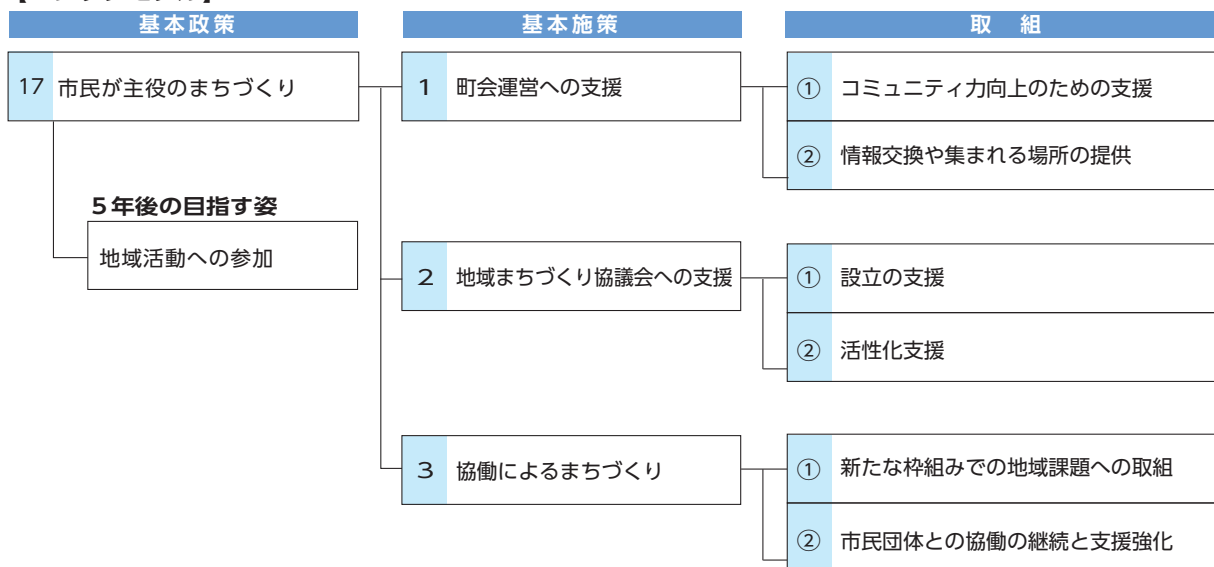 基本政策
基本施策
取 組
17 市民が主役のまちづくり
5年後の目指す姿
地域活動への参加
1 町会運営への支援
① コミュニティ力向上のための支援
② 情報交換や集まれる場所の提供
2 地域まちづくり協議会への支援
① 設立の支援
② 活性化支援
3 協働によるまちづくり
① 新たな枠組みでの地域課題への取組
② 市民団体との協働の継続と支援強化